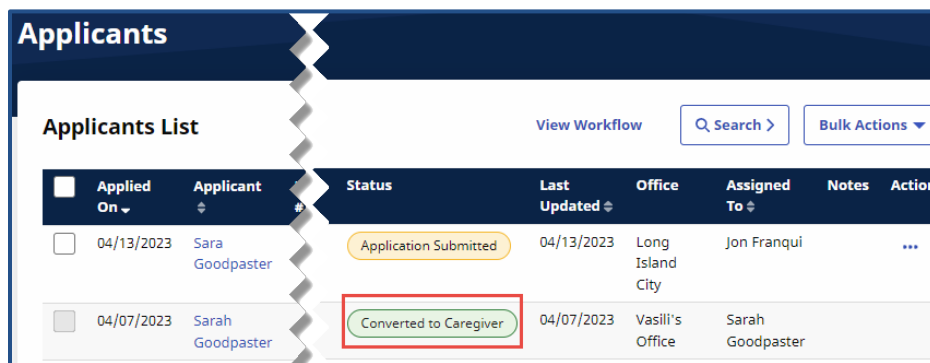 Applicants
Applicants List
View Workflow
Search
Bulk Actions
Applied On
Applicant
#
Status
Last Updated
Office
Assigned To
Notes
04/13/2023
Sara Goodpaster
Application Submitted
04/13/2023
Long Island City
Jon Franqui
...
04/07/2023
Sarah Goodpaster
Converted to Caregiver
04/07/2023
Vasili's Office
Sarah Goodpaster